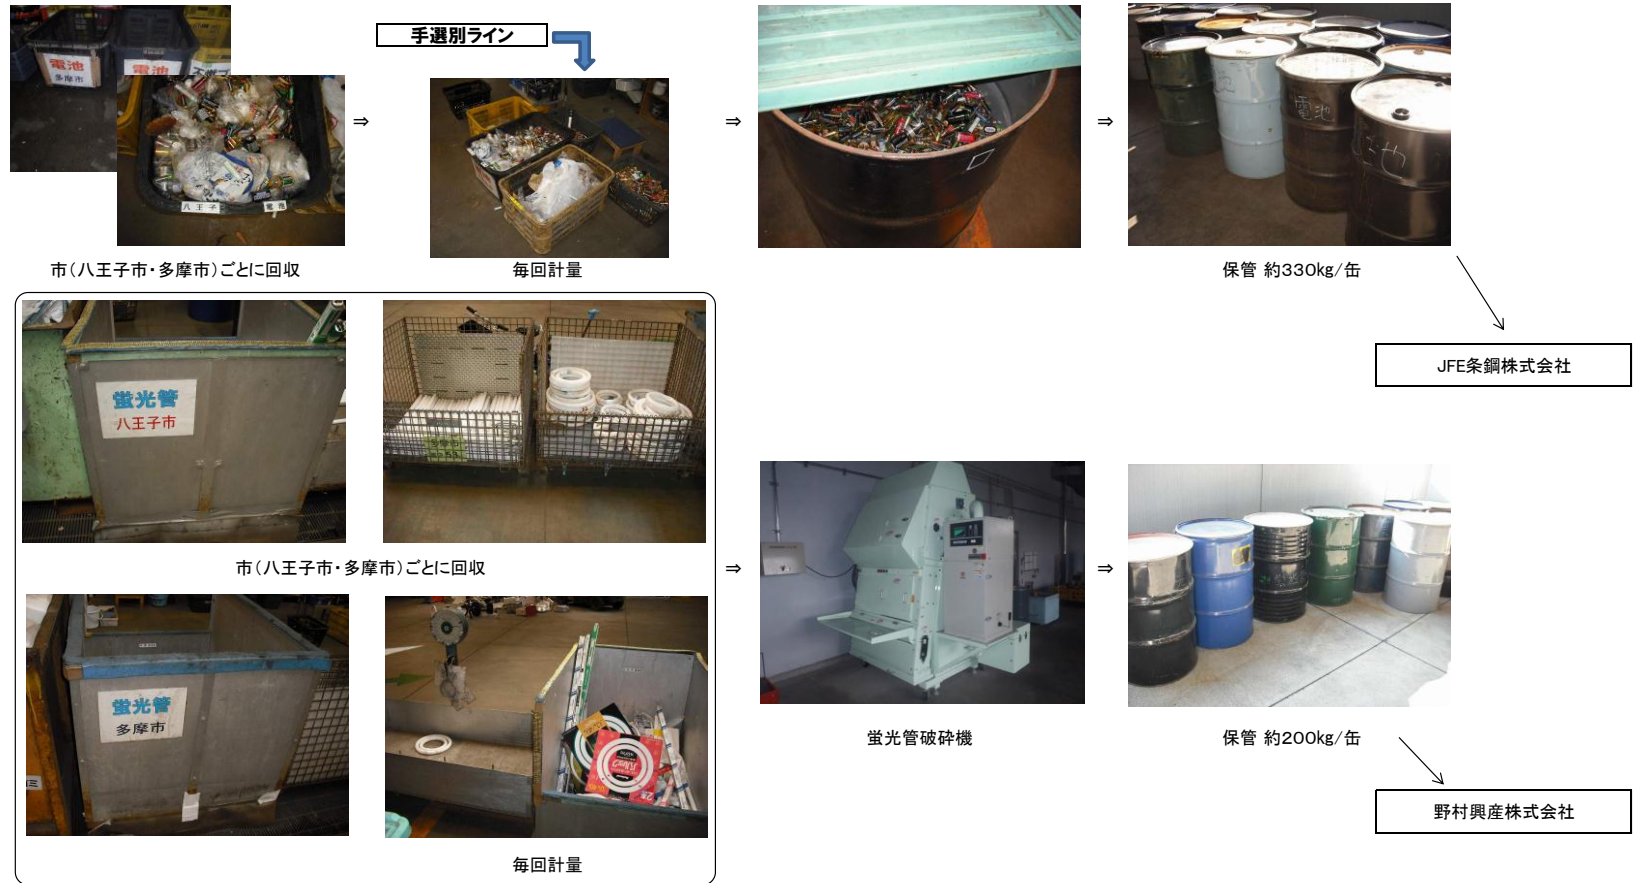 手選別ライン
電池
多摩市
電池
八王子
電池
⇒
⇒
⇒
電池
市(八王子市・多摩市)ごとに回収
毎回計量
保管 約330kg/缶
JFE条鋼株式会社
蛍光管
八王子市
多摩市
市(八王子市・多摩市)ごとに回収
⇒
⇒
蛍光管
多摩市
蛍光管破砕機
保管 約200kg/缶
野村興産株式会社
毎回計量